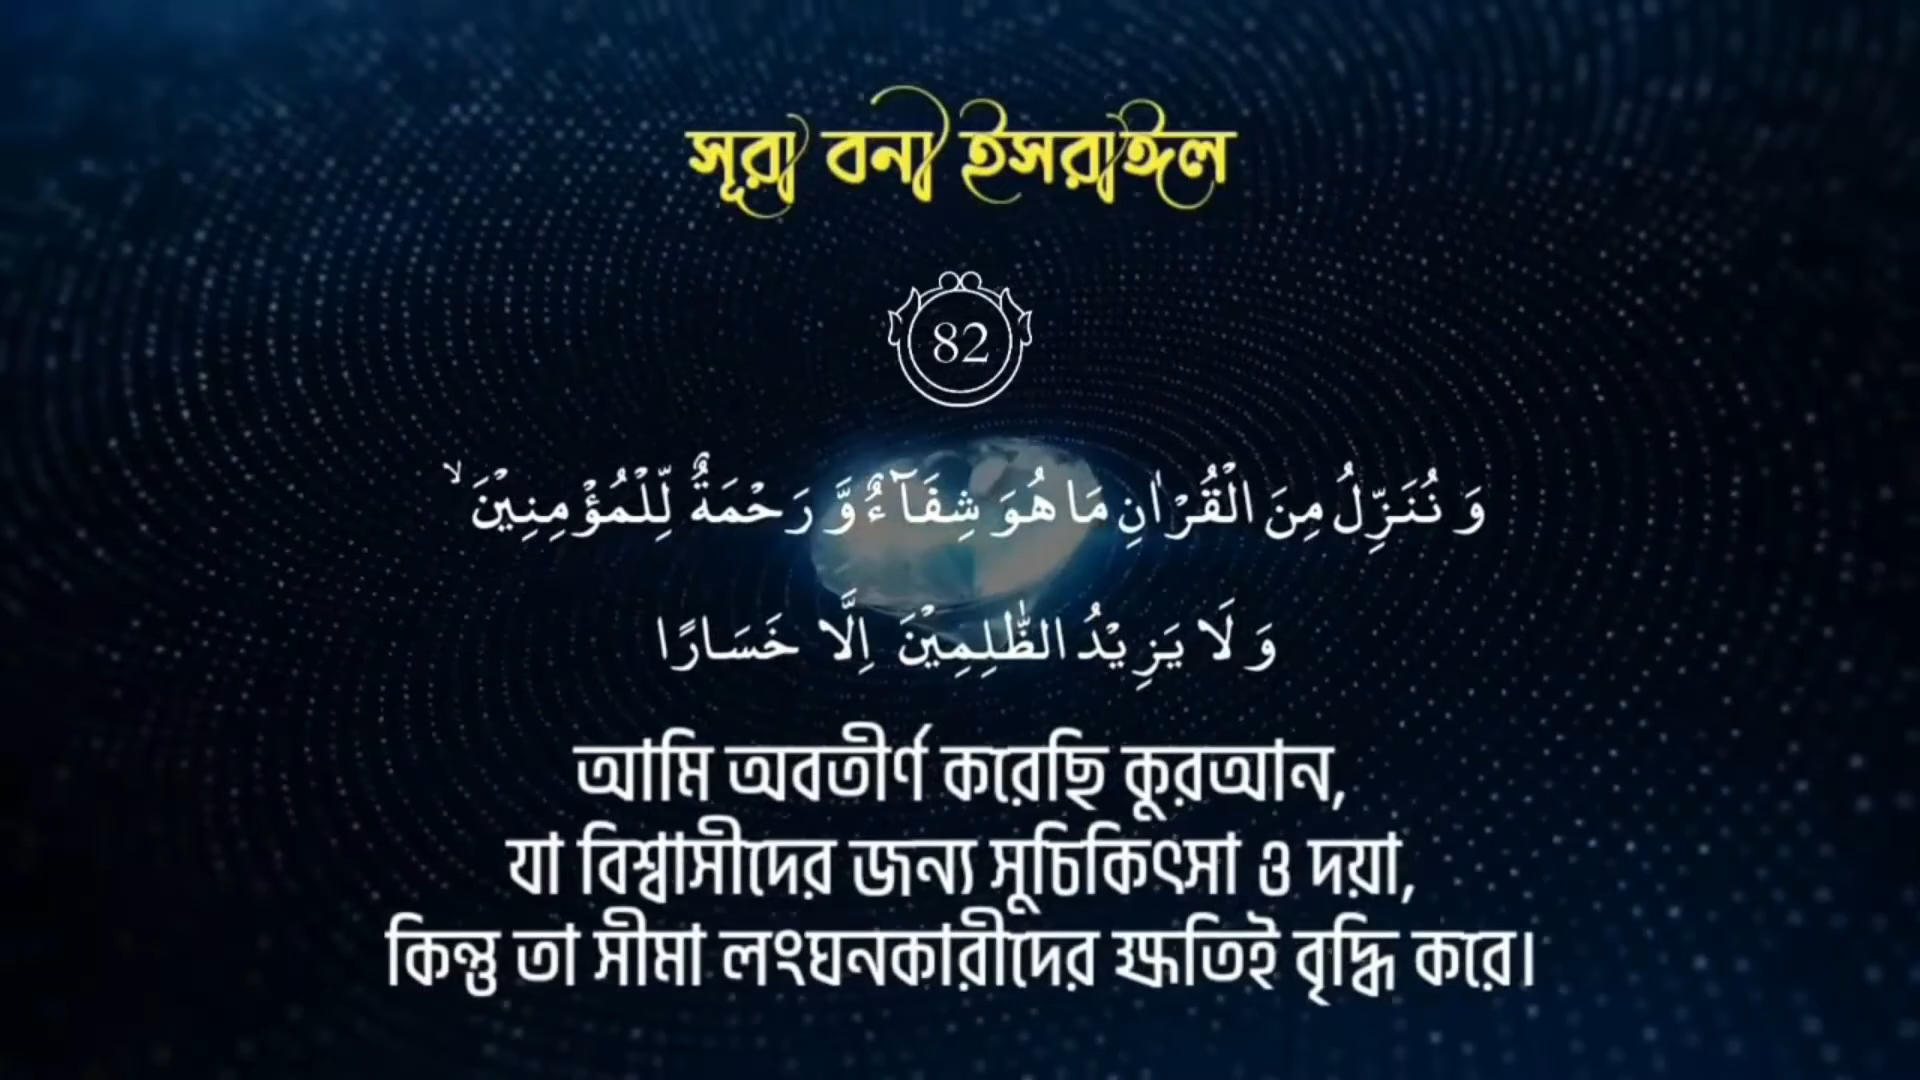 সূরা বনী ইসরাঈল
82
وَ نُنَزِّلُ مِنَ الْقُرْاٰنِ مَا هُوَ شِفَآءٌ وَّ رَحْمَةٌ لِّلْمُؤْمِنِيْنَ ۙ
وَ لَا يَزِيْدُ الظّٰلِمِيْنَ اِلَّا خَسَارًا
আমি অবতীর্ণ করেছি কুরআন,
যা বিশ্বাসীদের জন্য সুচিকিৎসা ও দয়া,
কিন্তু তা সীমা লংঘনকারীদের ক্ষতিই বৃদ্ধি করে।